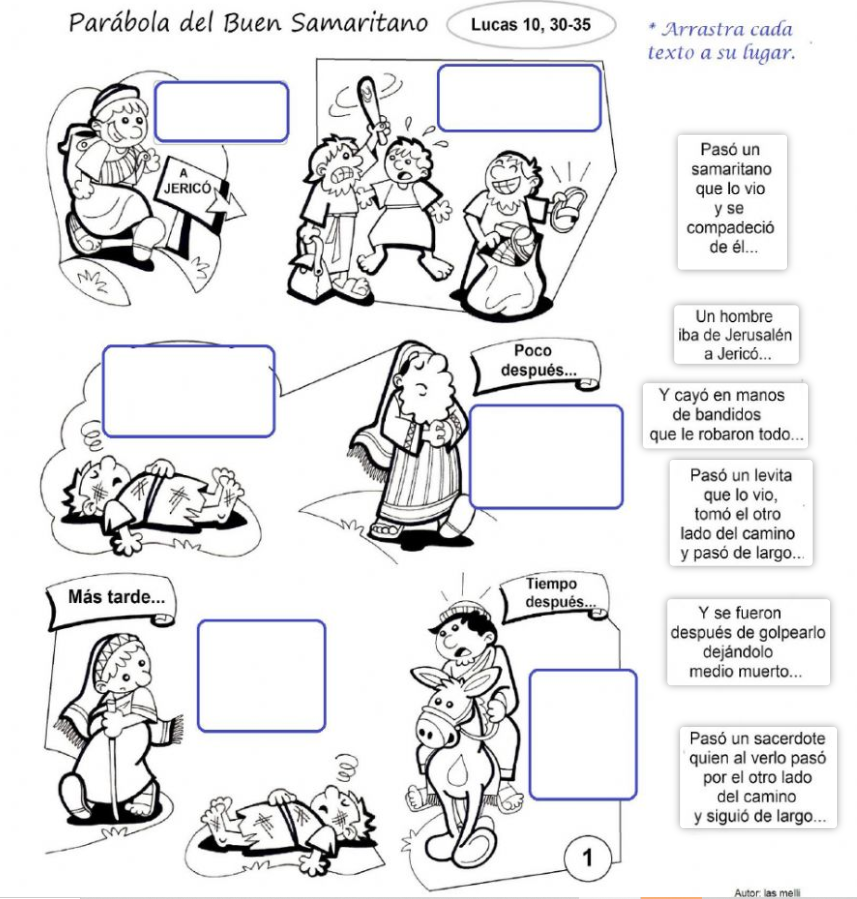 Parábola del Buen Samaritano
Lucas 10, 30-35
* Arrastra cada
texto a su lugar.
A
JERICÓ
Pasó un
samaritano
que lo vio
y se
compadeció
de él...
Un hombre
iba de Jerusalén
a Jericó...
Poco
después...
Y cayó en manos
de bandidos
que le robaron todo...
Pasó un levita
que lo vio,
tomó el otro
lado del camino
y pasó de largo...
Más tarde...
Tiempo
después...
Y se fueron
después de golpearlo
dejándolo
medio muerto...
Pasó un sacerdote
quien al verlo pasó
por el otro lado
del camino
y siguió de largo...
1
Autor: las melli